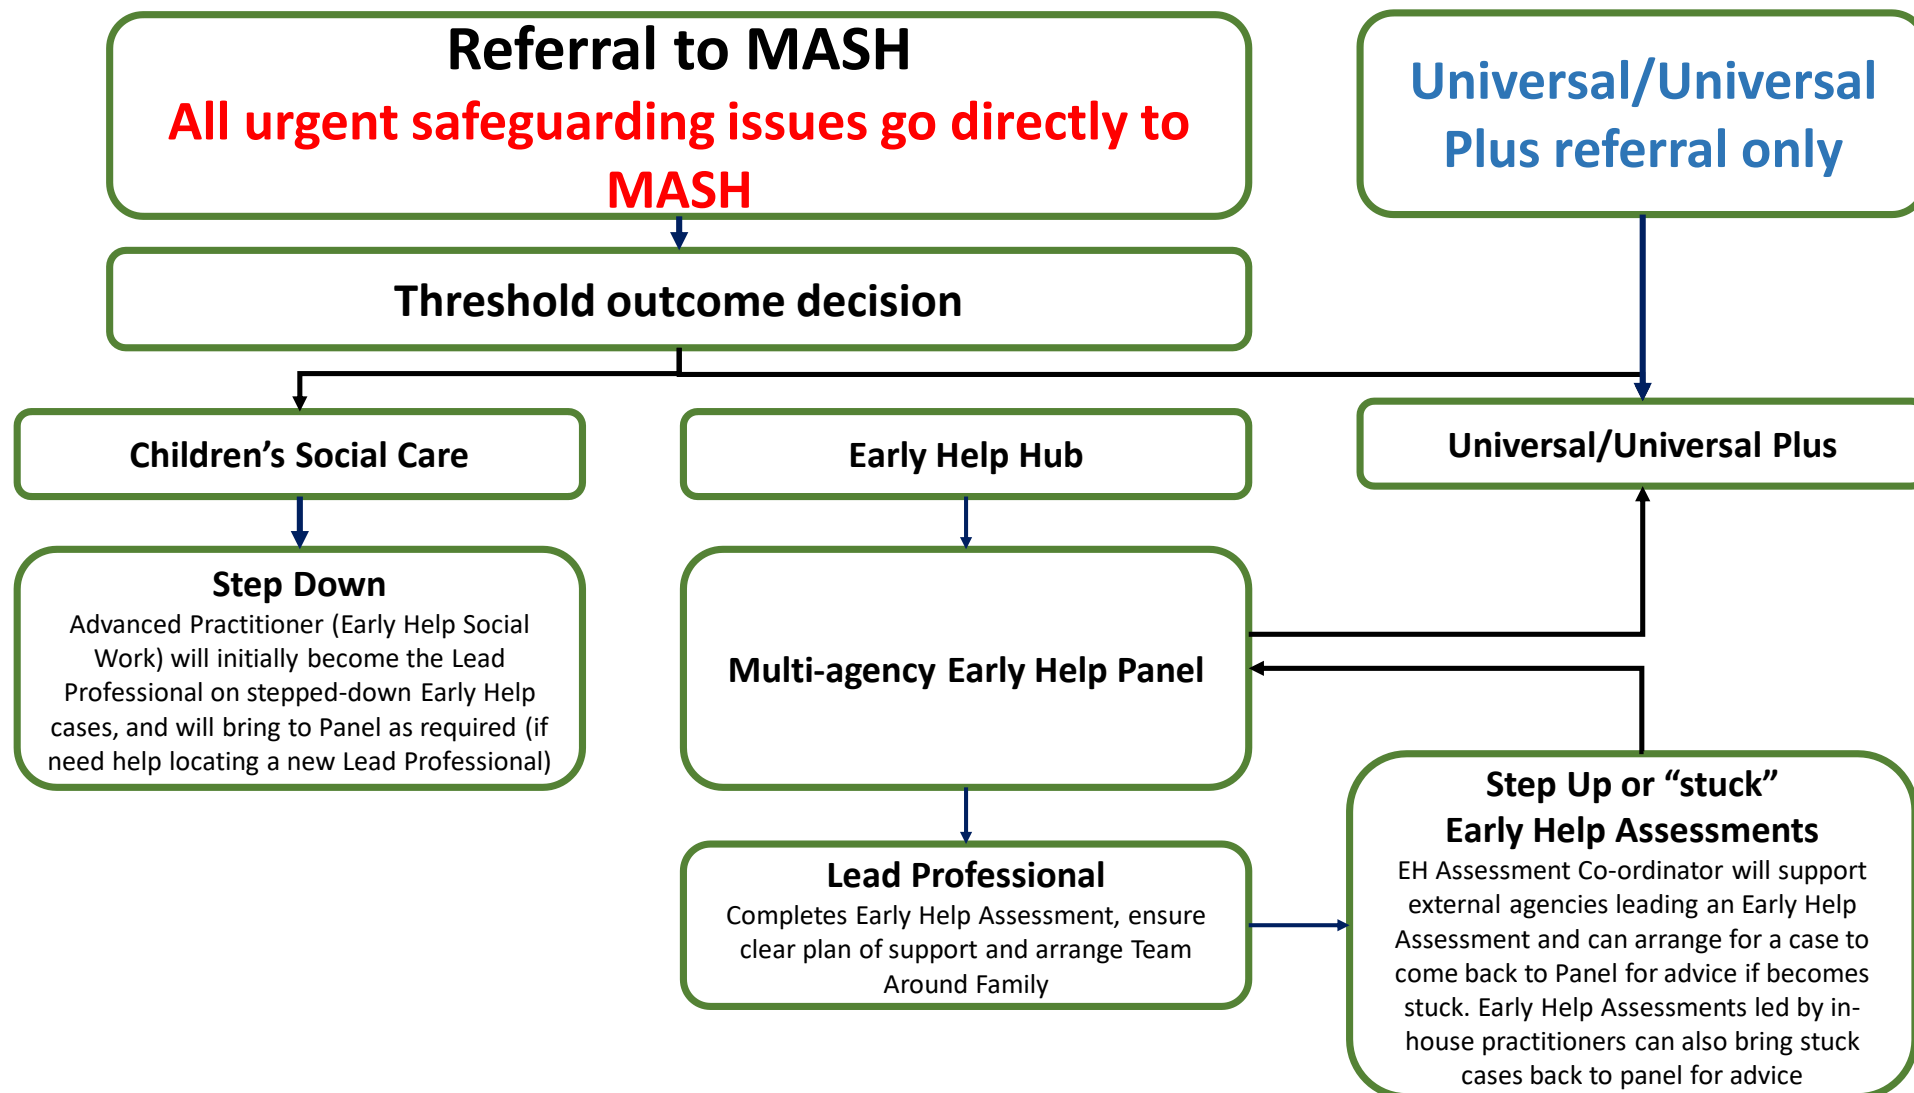 Referral to MASH
All urgent safeguarding issues go directly to
MASH
Universal/Universal
Plus referral only
Threshold outcome decision
Children’s Social Care
Early Help Hub
Universal/Universal Plus
Step Down
Advanced Practitioner (Early Help Social
Work) will initially become the Lead
Professional on stepped-down Early Help
cases, and will bring to Panel as required (if
need help locating a new Lead Professional)
Multi-agency Early Help Panel
Lead Professional
Completes Early Help Assessment, ensure
clear plan of support and arrange Team
Around Family
Step Up or “stuck”
Early Help Assessments
EH Assessment Co-ordinator will support
external agencies leading an Early Help
Assessment and can arrange for a case to
come back to Panel for advice if becomes
stuck. Early Help Assessments led by in-
house practitioners can also bring stuck
cases back to panel for advice